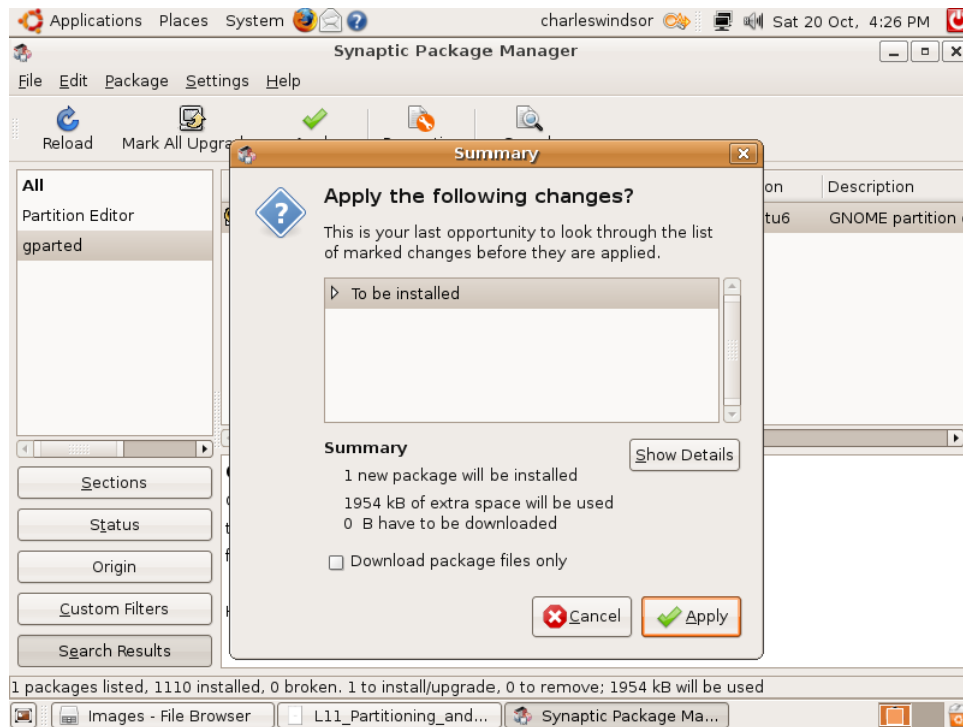 Applications Places System charleswindsor Sat 20 Oct, 4:26 PM
Synaptic Package Manager
File Edit Package Settings Help
Reload Mark All Upgra
Summary
All
Partition Editor
gparted
on Description
tu6 GNOME partition
Apply the following changes?
This is your last opportunity to look through the list
of marked changes before they are applied.
To be installed
Summary
Show Details
1 new package will be installed
1954 kB of extra space will be used
0 B have to be downloaded
Download package files only
Cancel Apply
Sections
Status
Origin
Custom Filters
Search Results
1 packages listed, 1110 installed, 0 broken. 1 to install/upgrade, 0 to remove; 1954 kB will be used
Images - File Browser L11_Partitioning_and... Synaptic Package Ma...